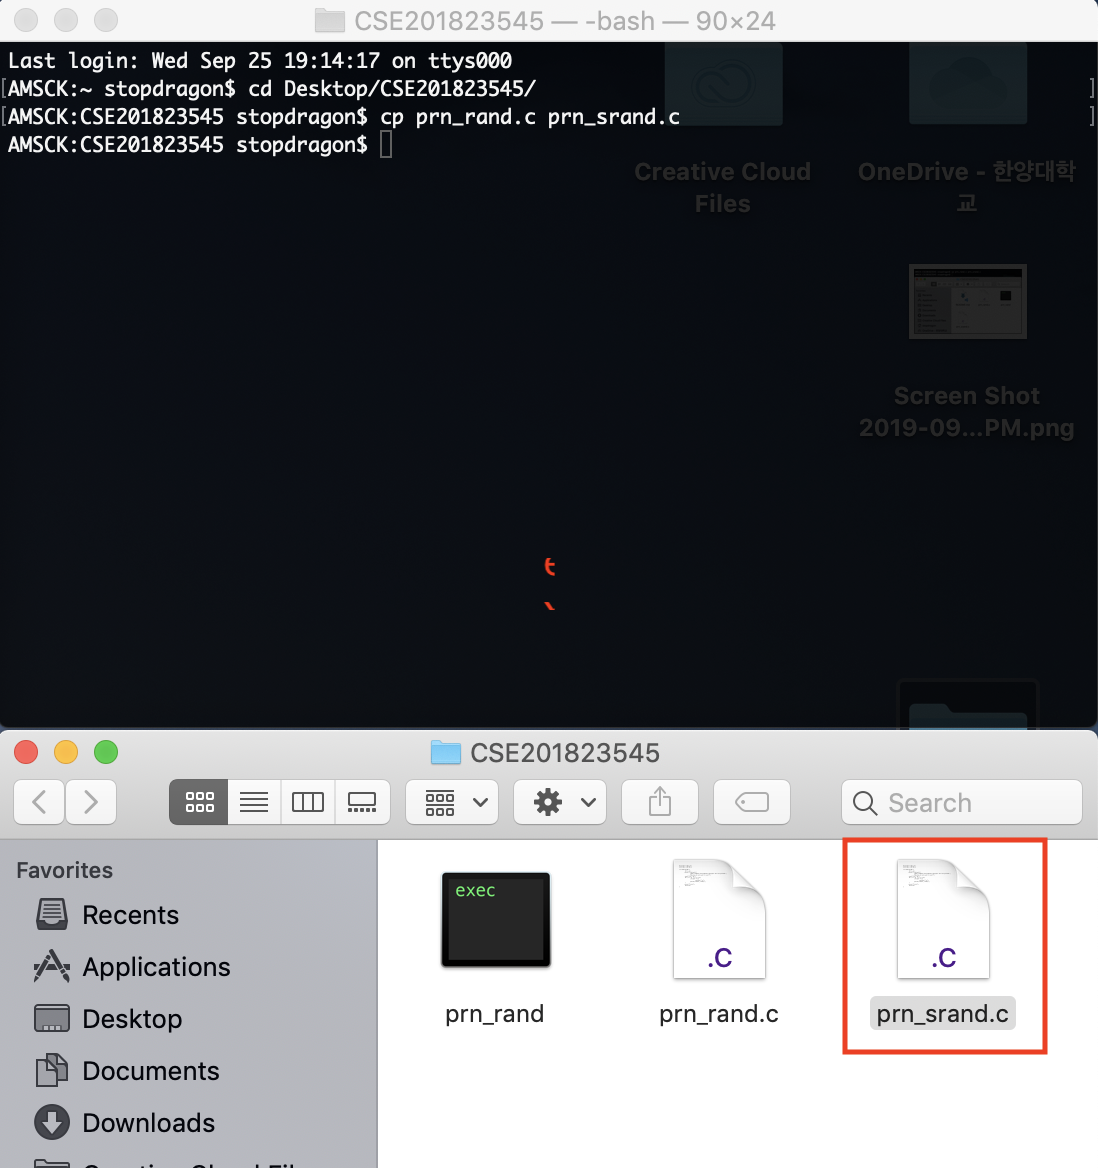 CSE201823545 — -bash — 90×24
Last login: Wed Sep 25 19:14:17 on ttys000
[AMSCK:~ stopdragon$ cd Desktop/CSE201823545/ ]
[AMSCK:CSE201823545 stopdragon$ cp prn_rand.c prn_srand.c ]
AMSCK:CSE201823545 stopdragon$
Creative Cloud
Files
OneDrive - 한양대학
교
Screen Shot
2019-09...PM.png
CSE201823545
Search
Favorites
Recents
Applications
Desktop
Documents
Downloads
exec
prn_rand
.C
prn_rand.c
.C
prn_srand.c